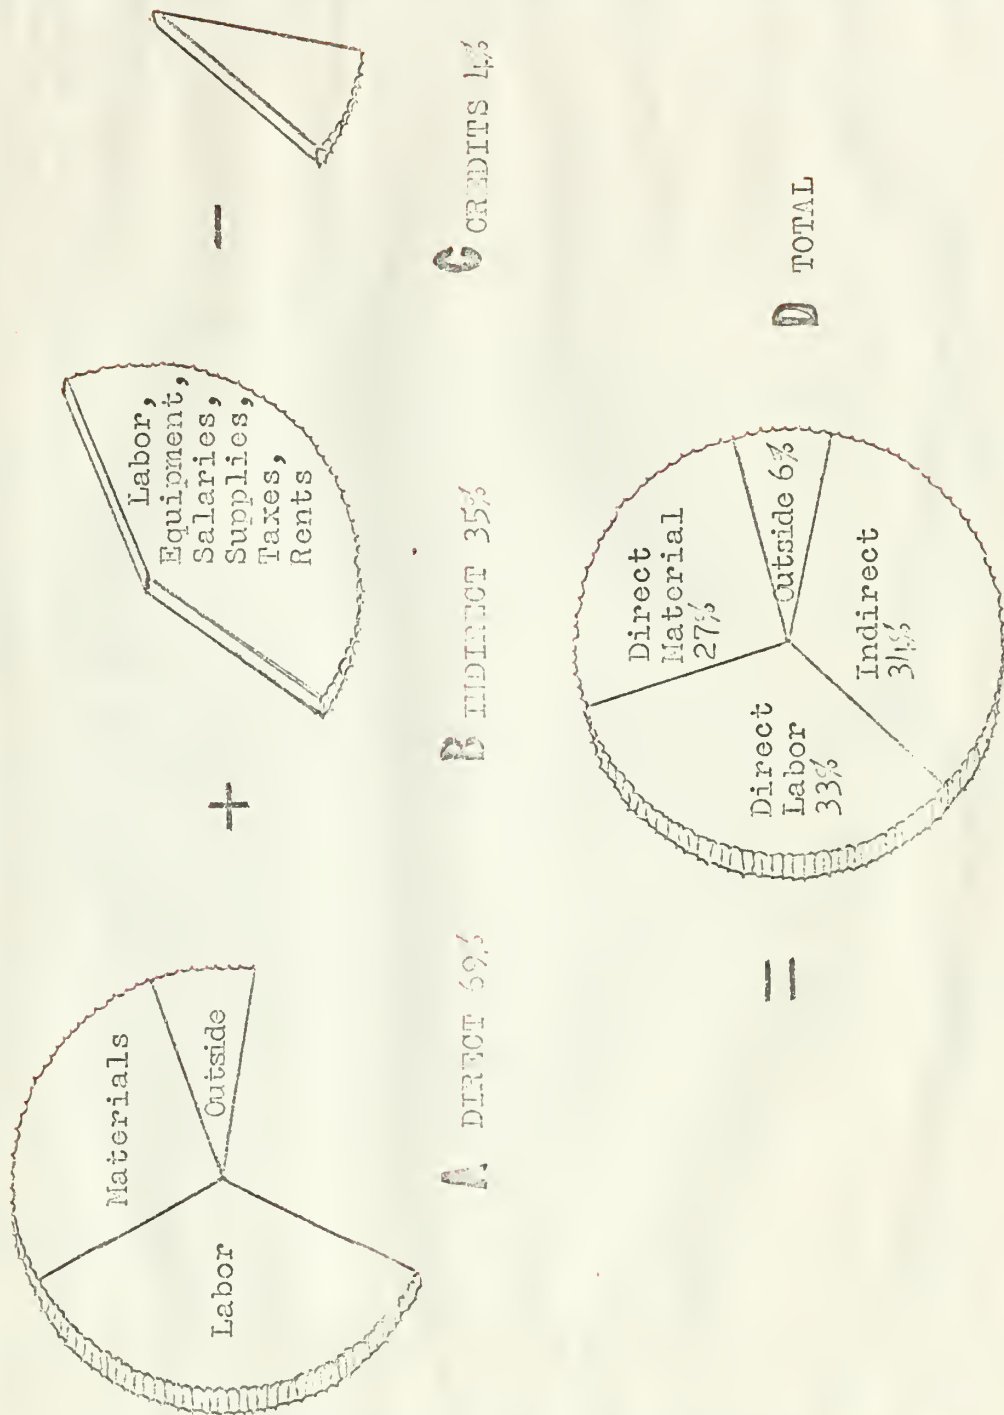 Materials
Labor
Outside
+
Labor,
Equipment,
Salaries,
Supplies,
Taxes,
Rents
-
A DIRECT 69%
B INDIRECT 35%
C CREDITS 4%
=
Direct
Material
27%
Direct
Labor
33%
Outside 6%
Indirect
34%
D TOTAL